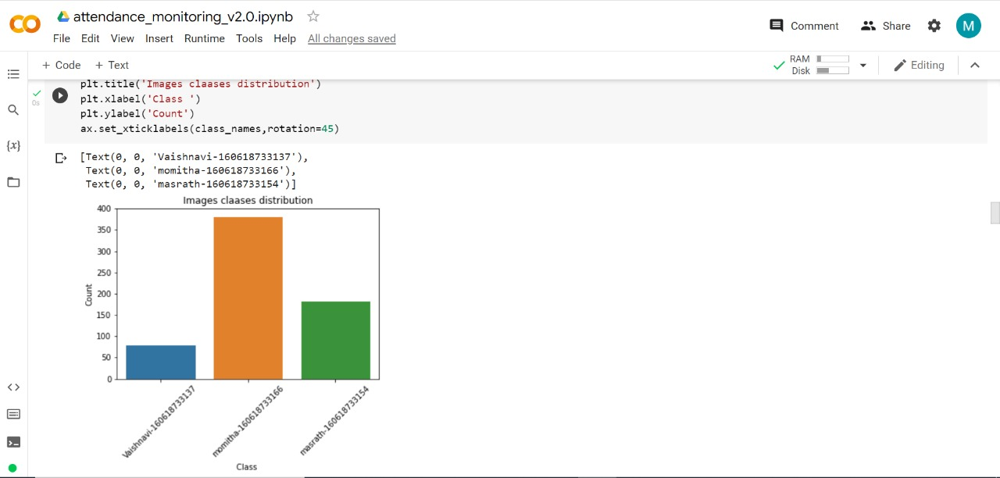 attendance_monitoring_v2.0.ipynb
File Edit View Insert Runtime Tools Help All changes saved
Comment Share M
+ Code + Text
RAM
Disk
Editing
plt.title('Images claases distribution')
0s
plt.xlabel('Class ')
plt.ylabel('Count')
ax.set_xticklabels(class_names,rotation=45)
{x}
[Text(0, 0, 'Vaishnavi-160618733137'),
Text(0, 0, 'momitha-160618733166'),
Text(0, 0, 'masrath-160618733154')]
Images claases distribution
400
350
300
250
200
150
100
50
0
Count
Vaishnavi-160618733137
momitha-160618733166
masrath-160618733154
Class